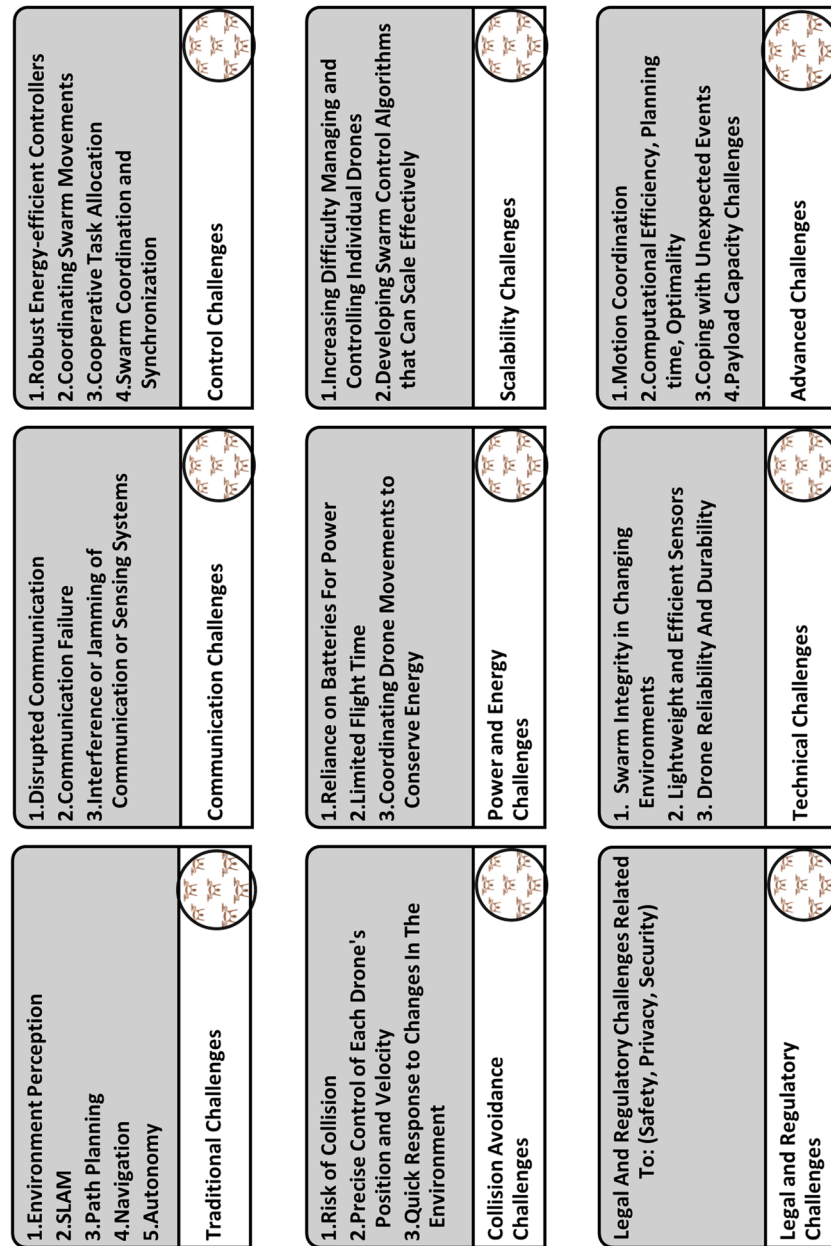 1.Environment Perception
2.SLAM
3.Path Planning
4.Navigation
5.Autonomy
Traditional Challenges
1.Disrupted Communication
2.Communication Failure
3.Interference or Jamming of
Communication or Sensing Systems
Communication Challenges
1.Robust Energy-efficient Controllers
2.Coordinating Swarm Movements
3.Cooperative Task Allocation
4.Swarm Coordination and
Synchronization
Control Challenges
1.Risk of Collision
2.Precise Control of Each Drone's
Position and Velocity
3.Quick Response to Changes In The
Environment
Collision Avoidance
Challenges
1.Reliance on Batteries For Power
2.Limited Flight Time
3.Coordinating Drone Movements to
Conserve Energy
Power and Energy
Challenges
1.Increasing Difficulty Managing and
Controlling Individual Drones
2.Developing Swarm Control Algorithms
that Can Scale Effectively
Scalability Challenges
Legal And Regulatory Challenges Related
To: (Safety, Privacy, Security)
Legal and Regulatory
Challenges
1. Swarm Integrity in Changing
Environments
2. Lightweight and Efficient Sensors
3. Drone Reliability And Durability
Technical Challenges
1.Motion Coordination
2.Computational Efficiency, Planning
time, Optimality
3.Coping with Unexpected Events
4.Payload Capacity Challenges
Advanced Challenges